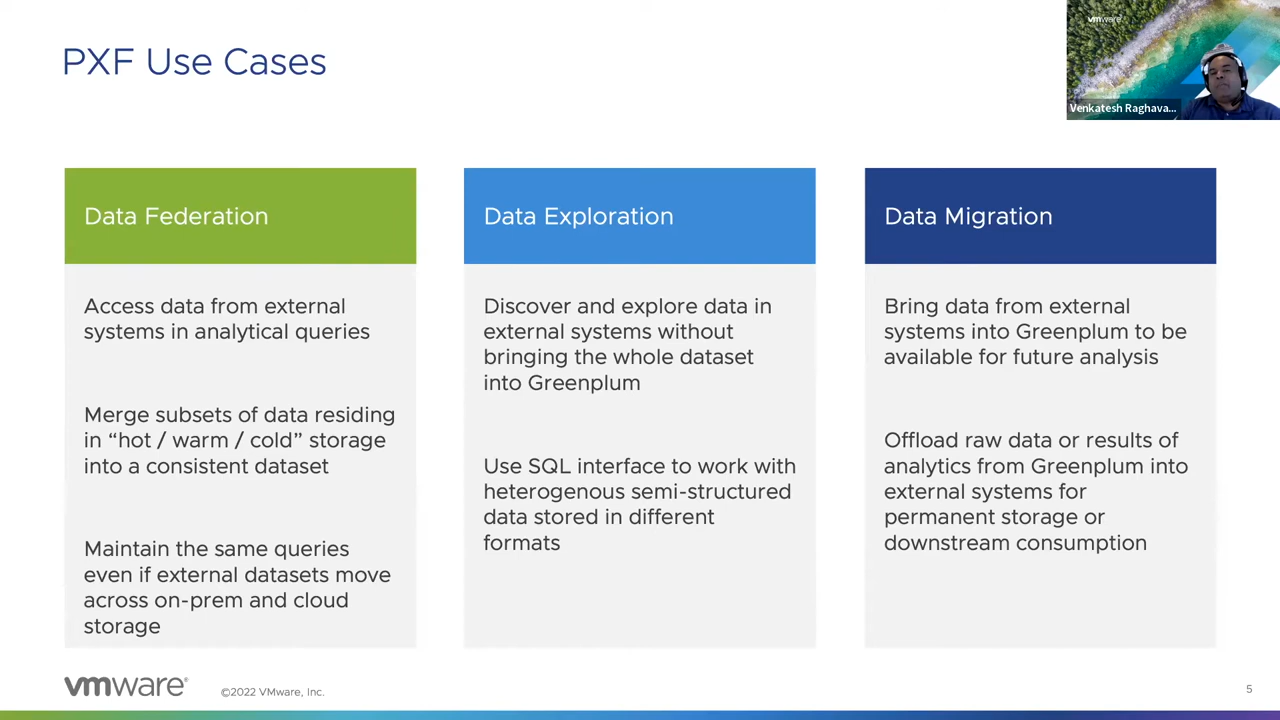 PXF Use Cases
vmware
Venkatesh Raghava...
Data Federation
Access data from external
systems in analytical queries
Merge subsets of data residing
in “hot / warm / cold” storage
into a consistent dataset
Maintain the same queries
even if external datasets move
across on-prem and cloud
storage
Data Exploration
Discover and explore data in
external systems without
bringing the whole dataset
into Greenplum
Use SQL interface to work with
heterogenous semi-structured
data stored in different
formats
Data Migration
Bring data from external
systems into Greenplum to be
available for future analysis
Offload raw data or results of
analytics from Greenplum into
external systems for
permanent storage or
downstream consumption
vmware®
©2022 VMware, Inc.
5